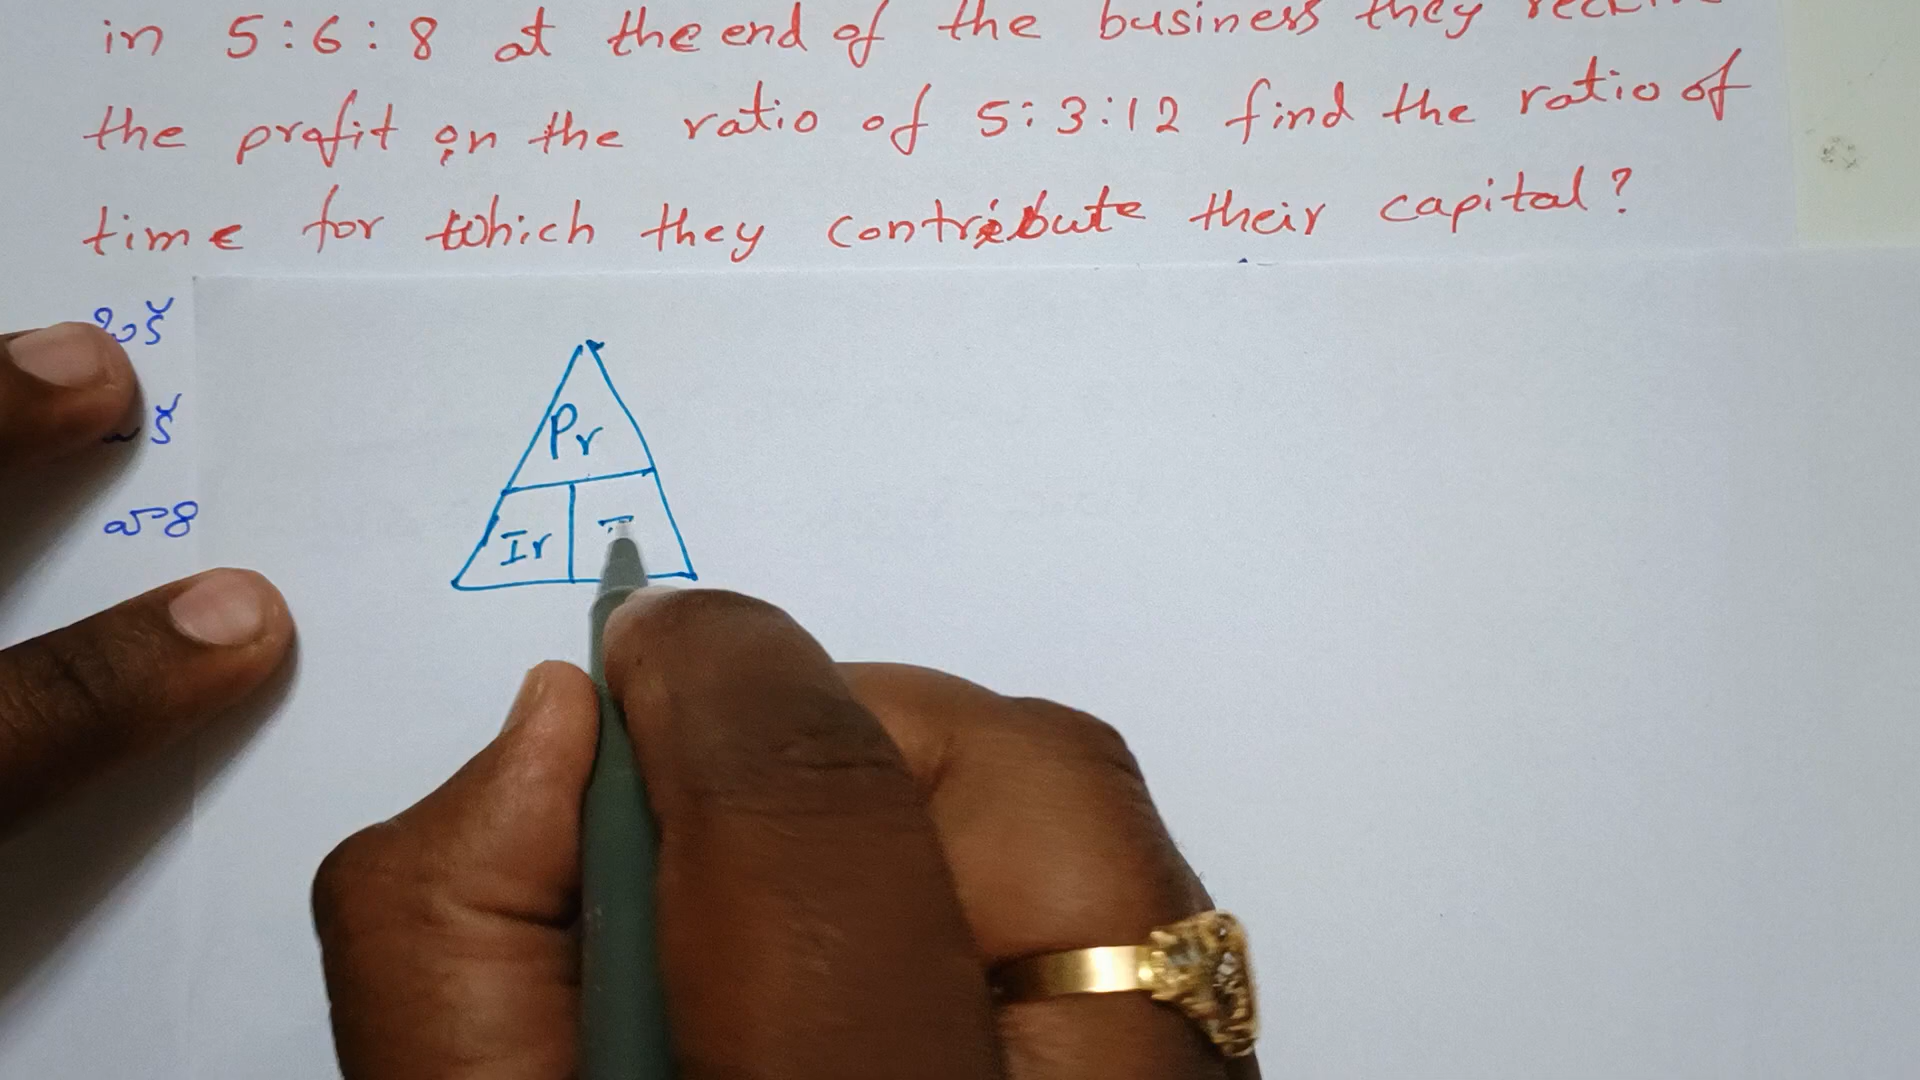 in 5:6:8 at the end of the business they
the profit in the ratio of 5:3:12 find the ratio of
time for which they contribute their capital?
Pr
Ir T